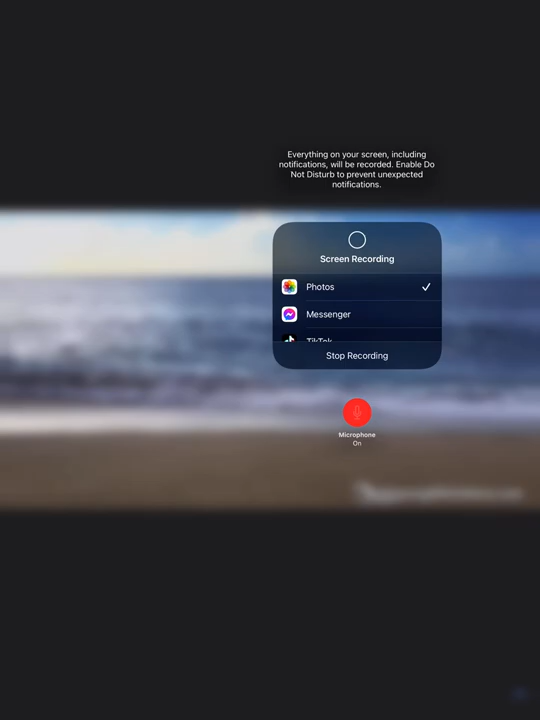 Everything on your screen, including
notifications, will be recorded. Enable Do
Not Disturb to prevent unexpected
notifications.
Screen Recording
Photos
Messenger
TikTok
Stop Recording
Microphone
On